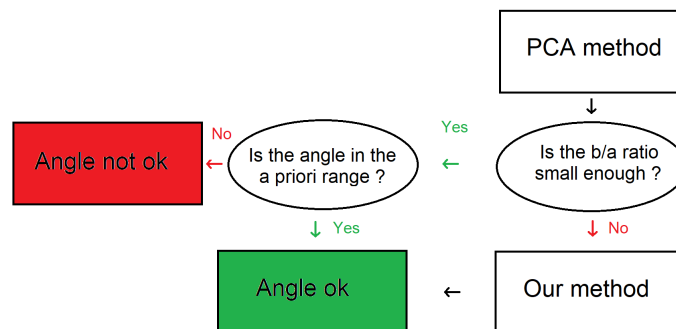 PCA method
Yes
No
Is the angle in the
a priori range ?
Is the b/a ratio
small enough ?
Angle not ok
Yes
No
Angle ok
Our method